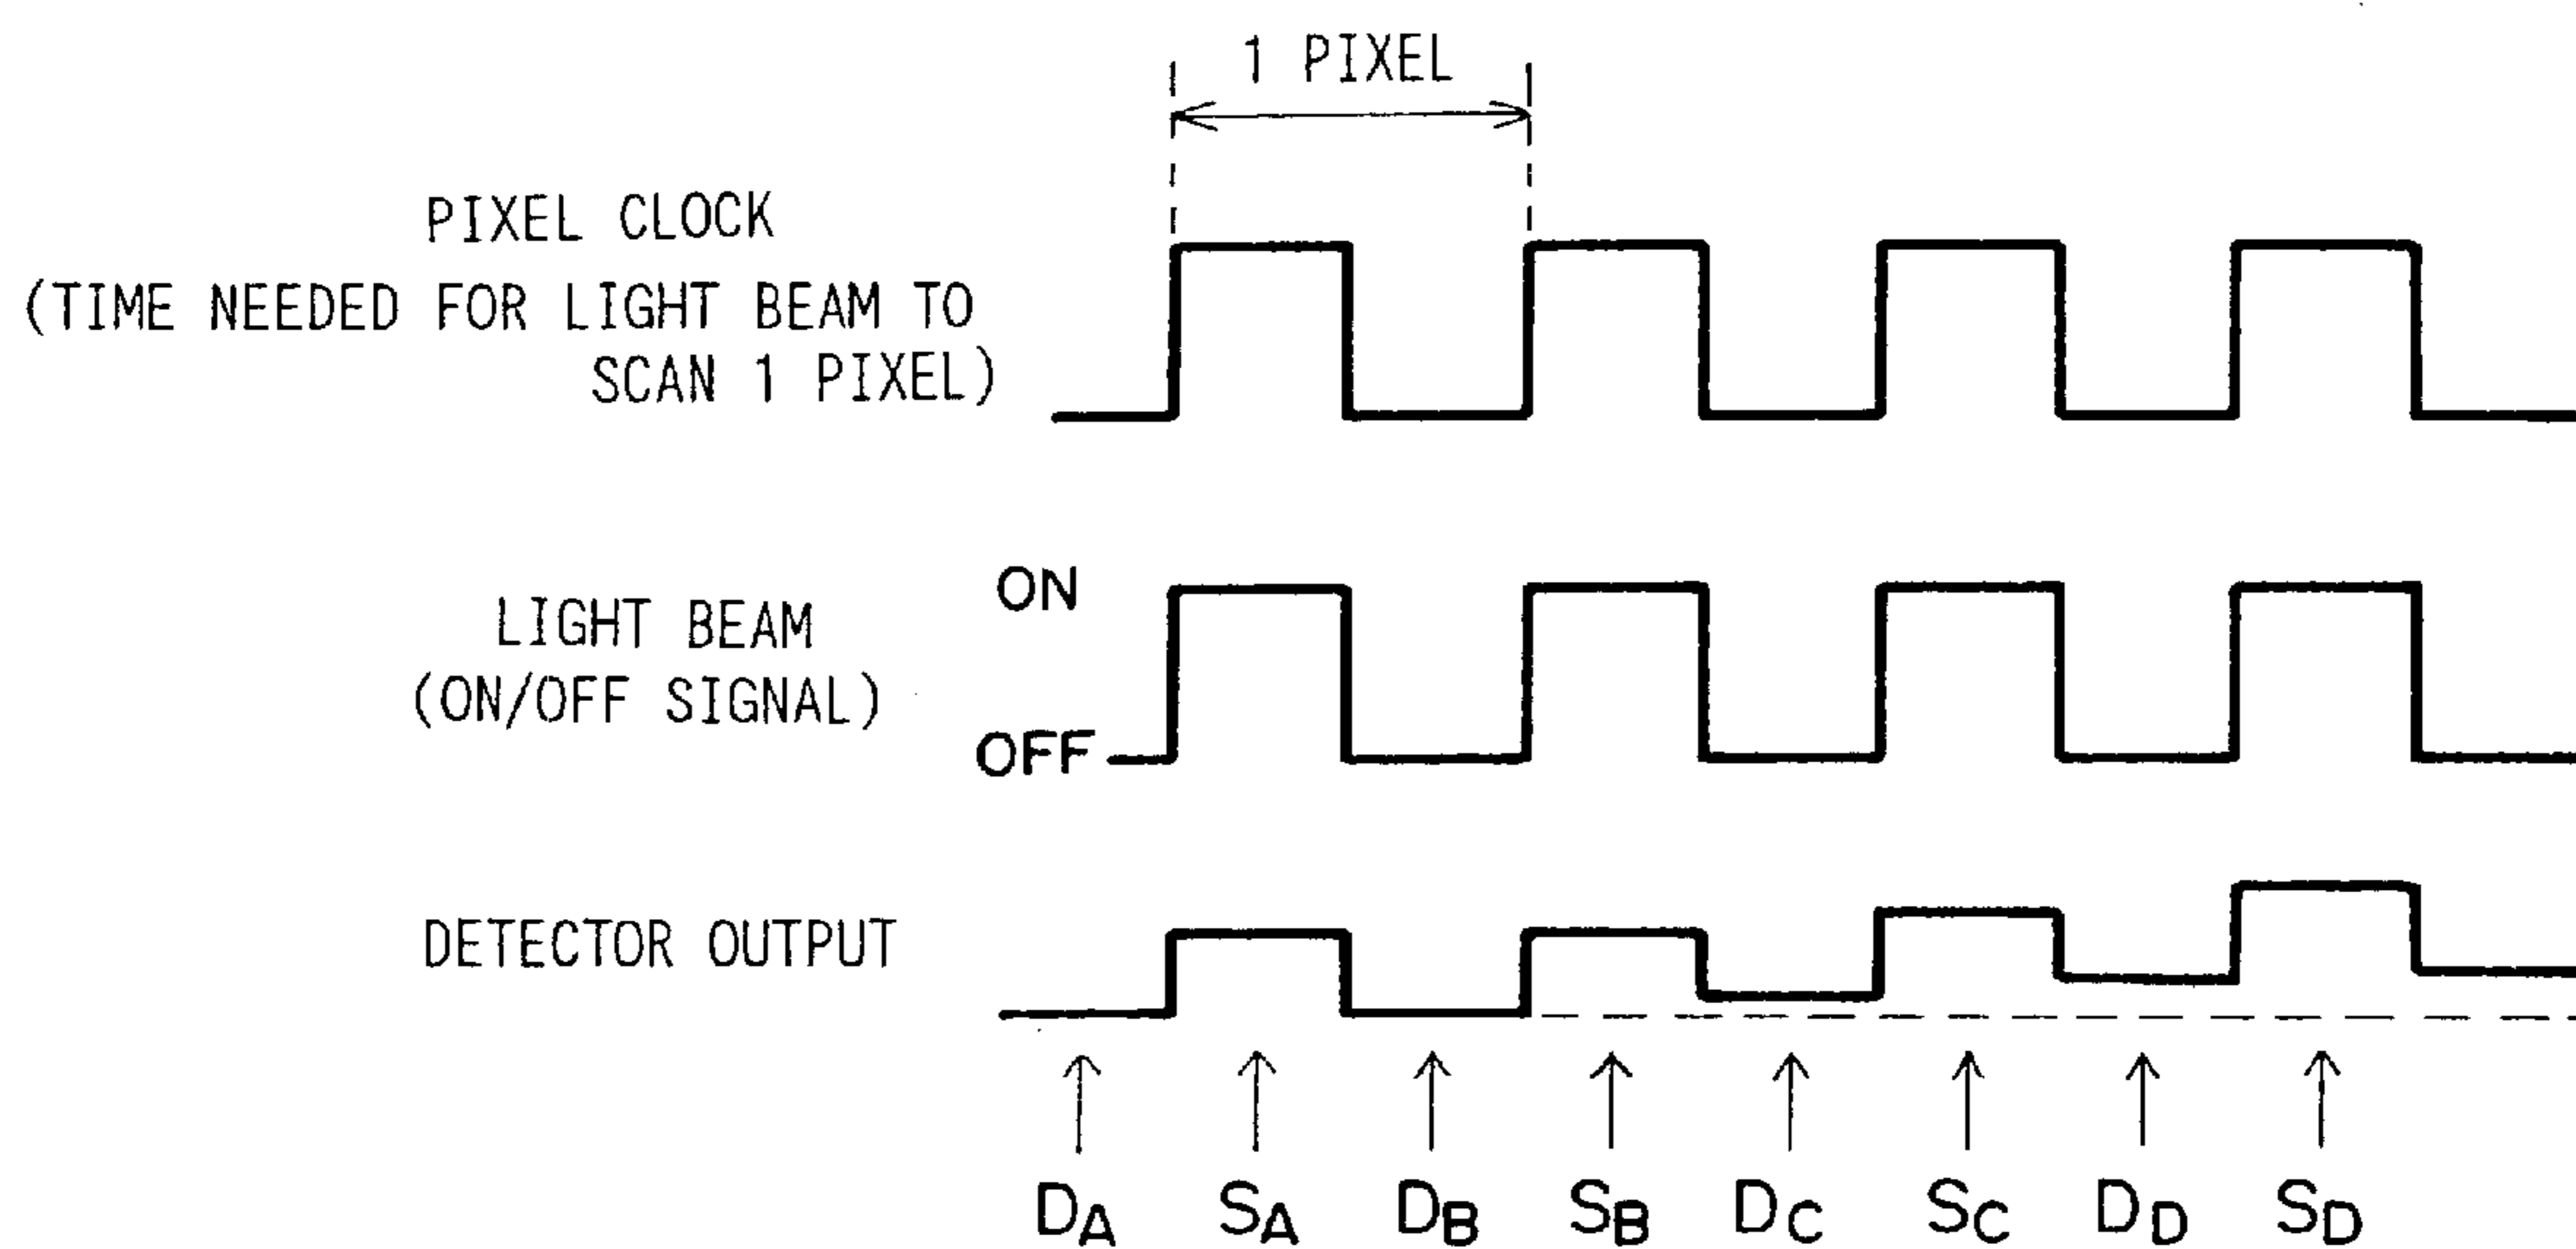 1 PIXEL
PIXEL CLOCK
(TIME NEEDED FOR LIGHT BEAM TO
SCAN 1 PIXEL)
ON
LIGHT BEAM
(ON/OFF SIGNAL)
OFF
DETECTOR OUTPUT
DA SA DB SB DC SC DD SD